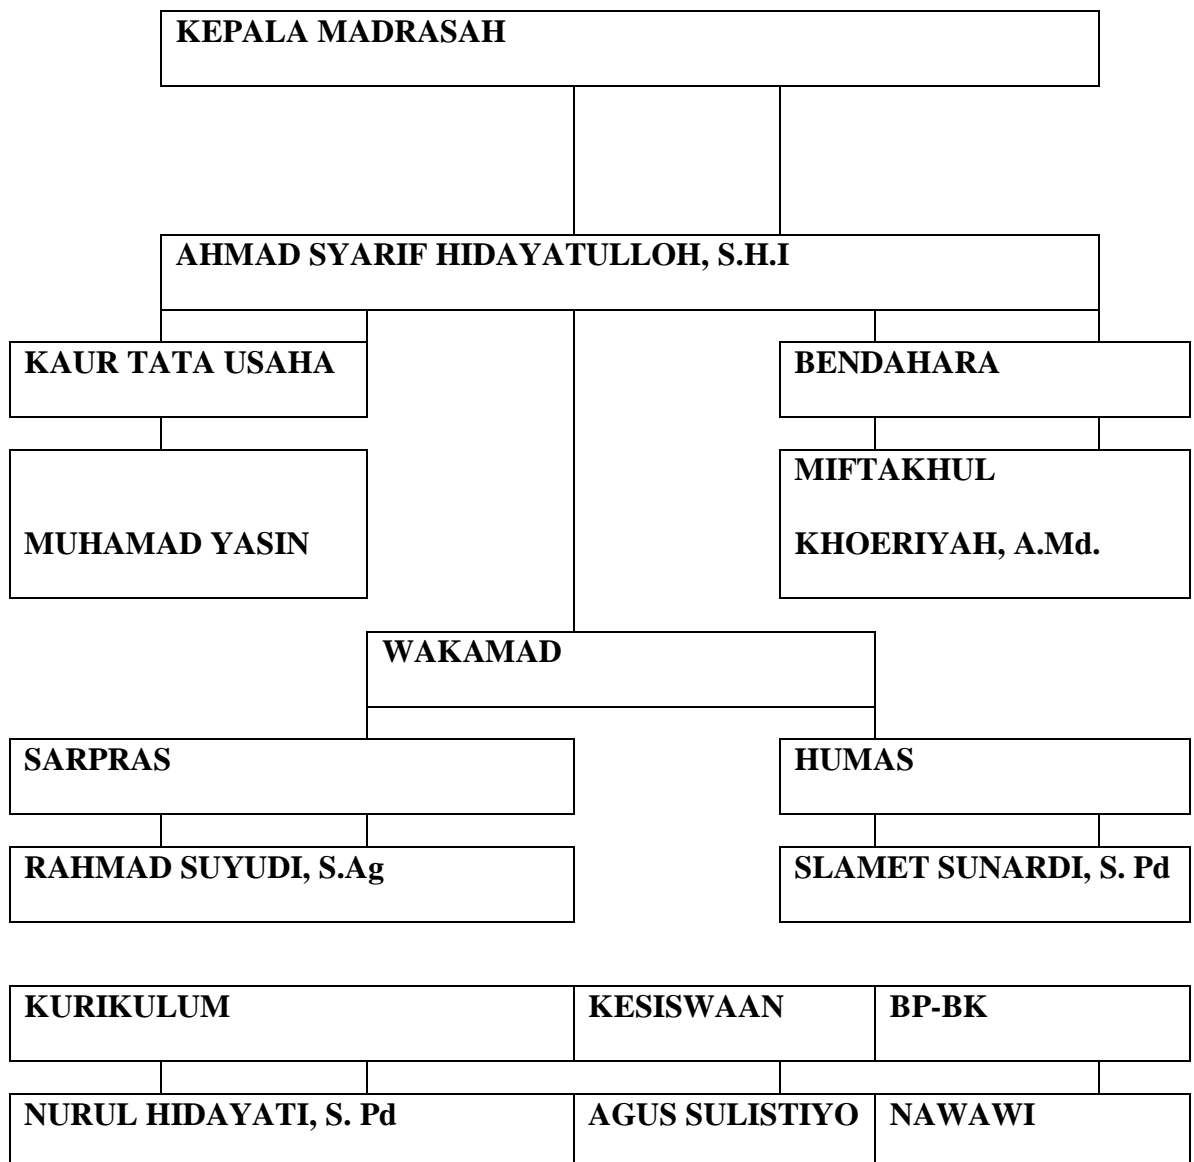 KEPALA MADRASAH
AHMAD SYARIF HIDAYATULLOH, S.H.I
KAUR TATA USAHA
BENDAHARA
MUHAMAD YASIN
MIFTAKHUL
KHOERIYAH, A.Md.
WAKAMAD
SARPRAS
HUMAS
RAHMAD SUYUDI, S.Ag
SLAMET SUNARDI, S. Pd
KURIKULUM
KESISWAAN
BP-BK
NURUL HIDAYATI, S. Pd
AGUS SULISTIYO
NAWAWI